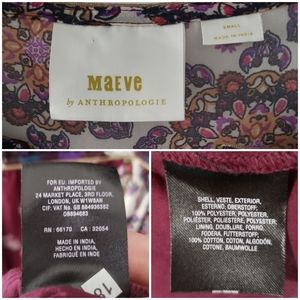 MAEVE
by ANTHROPOLOGIE
SMALL
MADE IN INDIA
FOR EU: IMPORTED BY
ANTHROPOLOGIE
24 MARKET PLACE, 3RD FLOOR,
LONDON, UK W1W8AN
CIF: VAT No. GB 884936382
OB894683
RN : 66170 CA : 32054
MADE IN INDIA,
HECHO EN INDIA,
FABRIQUÉ EN INDE
18
SHELL, VESTE, EXTERIOR,
ESTERNO, OBERSTOFF:
100% POLYESTER, POLYESTER,
POLIÉSTER, POLIESTERE, POLYESTER
LINING, DOUBLURE, FORRO,
FODERA, FUTTERSTOFF:
100% COTTON, COTON, ALGODÓN,
COTONE, BAUMWOLLE